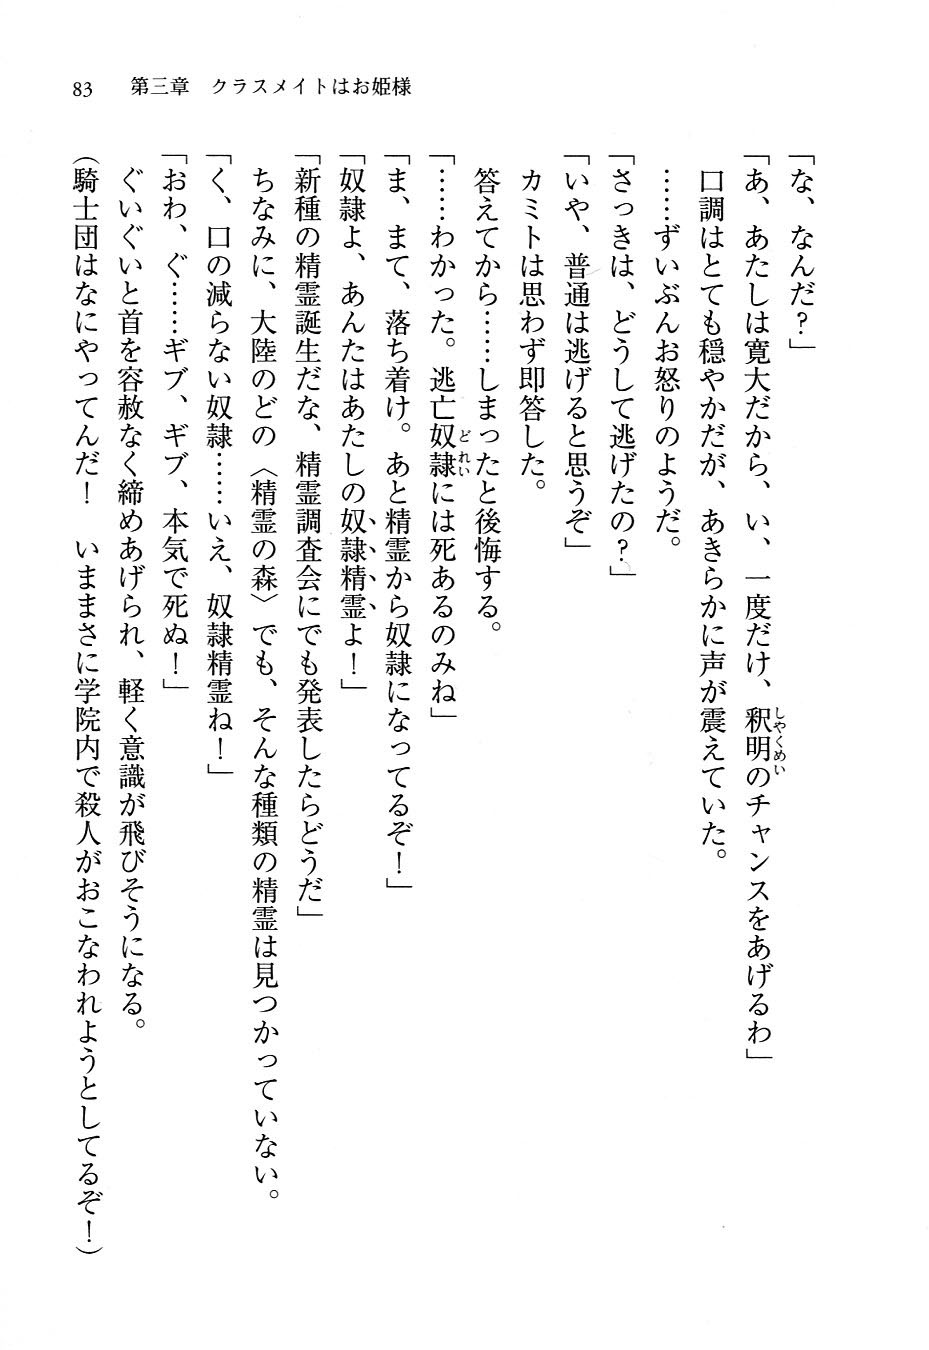 83　第三章　クラスメイトはお姫様
「な、なんだ？」
「あ、あたしは寛大だから、い、一度だけ、釈明のチャンスをあげるわ」
口調はとても穏やかだが、あきらかに声が震えていた。
……ずいぶんお怒りのようだ。
「さっきは、どうして逃げたの？」
「いや、普通は逃げると思うぞ」
カミトは思わず即答した。
答えてから……しまったと後悔する。
「……わかった。逃亡奴隷には死あるのみね」
「ま、まて、落ち着け。あと精霊から奴隷になってるぞ！」
「奴隷よ、あんたはあたしの奴隷精霊よ！」
「新種の精霊誕生だな、精霊調査会にでも発表したらどうだ」
ちなみに、大陸のどの〈精霊の森〉でも、そんな種類の精霊は見つかっていない。
「く、口の減らない奴隷……いえ、奴隷精霊ね！」
「おわ、ぐ……ギブ、ギブ、本気で死ぬ！」
ぐいぐいと首を容赦なく締めあげられ、軽く意識が飛びそうになる。
（騎士団はなにやってんだ！　いままさに学院内で殺人がおこなわれようとしてるぞ！）